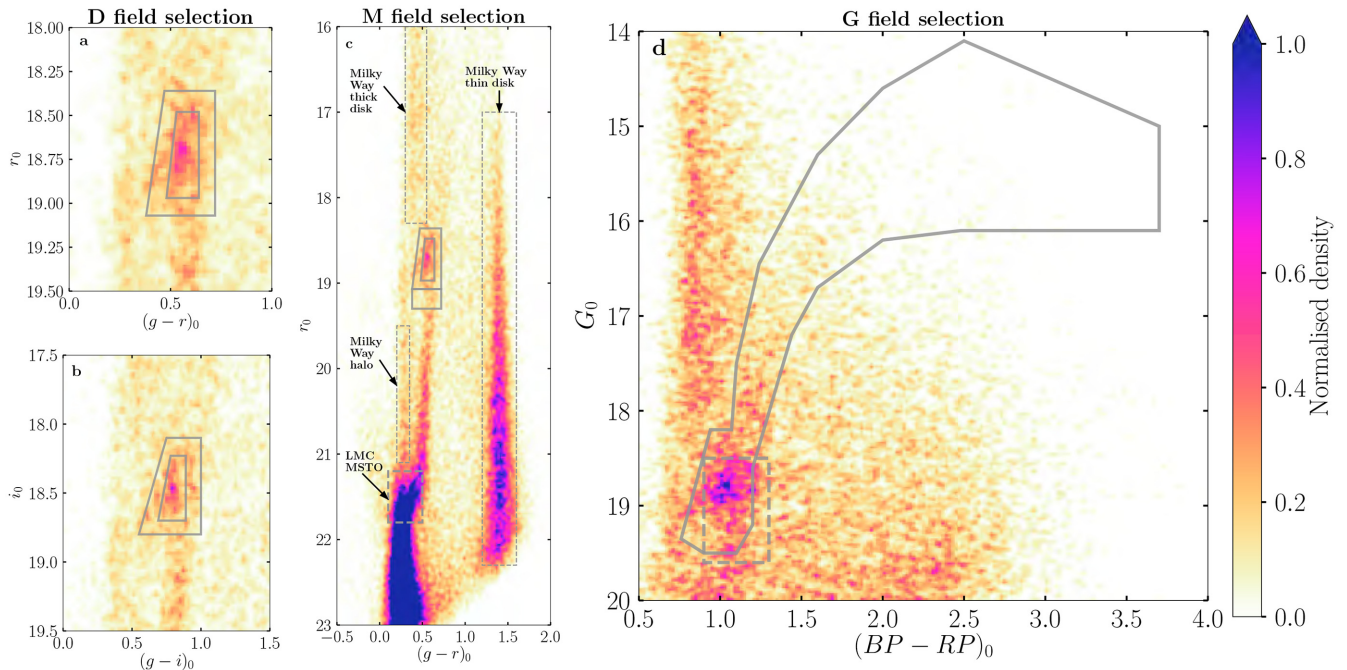 D field selection
a
18.00
18.25
18.50
18.75
19.00
19.25
19.50
r0
0.0
0.5
1.0
(g − r)0
b
17.5
18.0
18.5
19.0
19.5
i0
0.0
0.5
1.0
1.5
(g − i)0
M field selection
c
16
17
18
19
20
21
22
23
r0
Milky
Way
thick
disk
Milky Way
thin disk
Milky
Way
halo
LMC
MSTO
−0.5
0.0
0.5
1.0
1.5
2.0
(g − r)0
G field selection
d
14
15
16
17
18
19
20
G0
0.5
1.0
1.5
2.0
2.5
3.0
3.5
4.0
(BP − RP)0
1.0
0.8
0.6
0.4
0.2
0.0
Normalised density